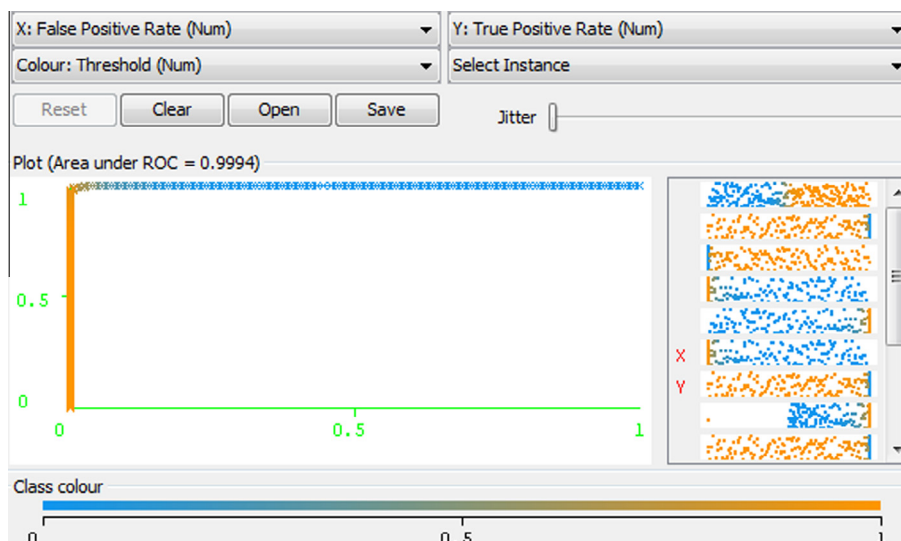 X: False Positive Rate (Num)
Y: True Positive Rate (Num)
Colour: Threshold (Num)
Select Instance
Reset
Clear
Open
Save
Jitter
Plot (Area under ROC = 0.9994)
1
0.5
0
0
0.5
1
X
Y
Class colour
0
0.5
1